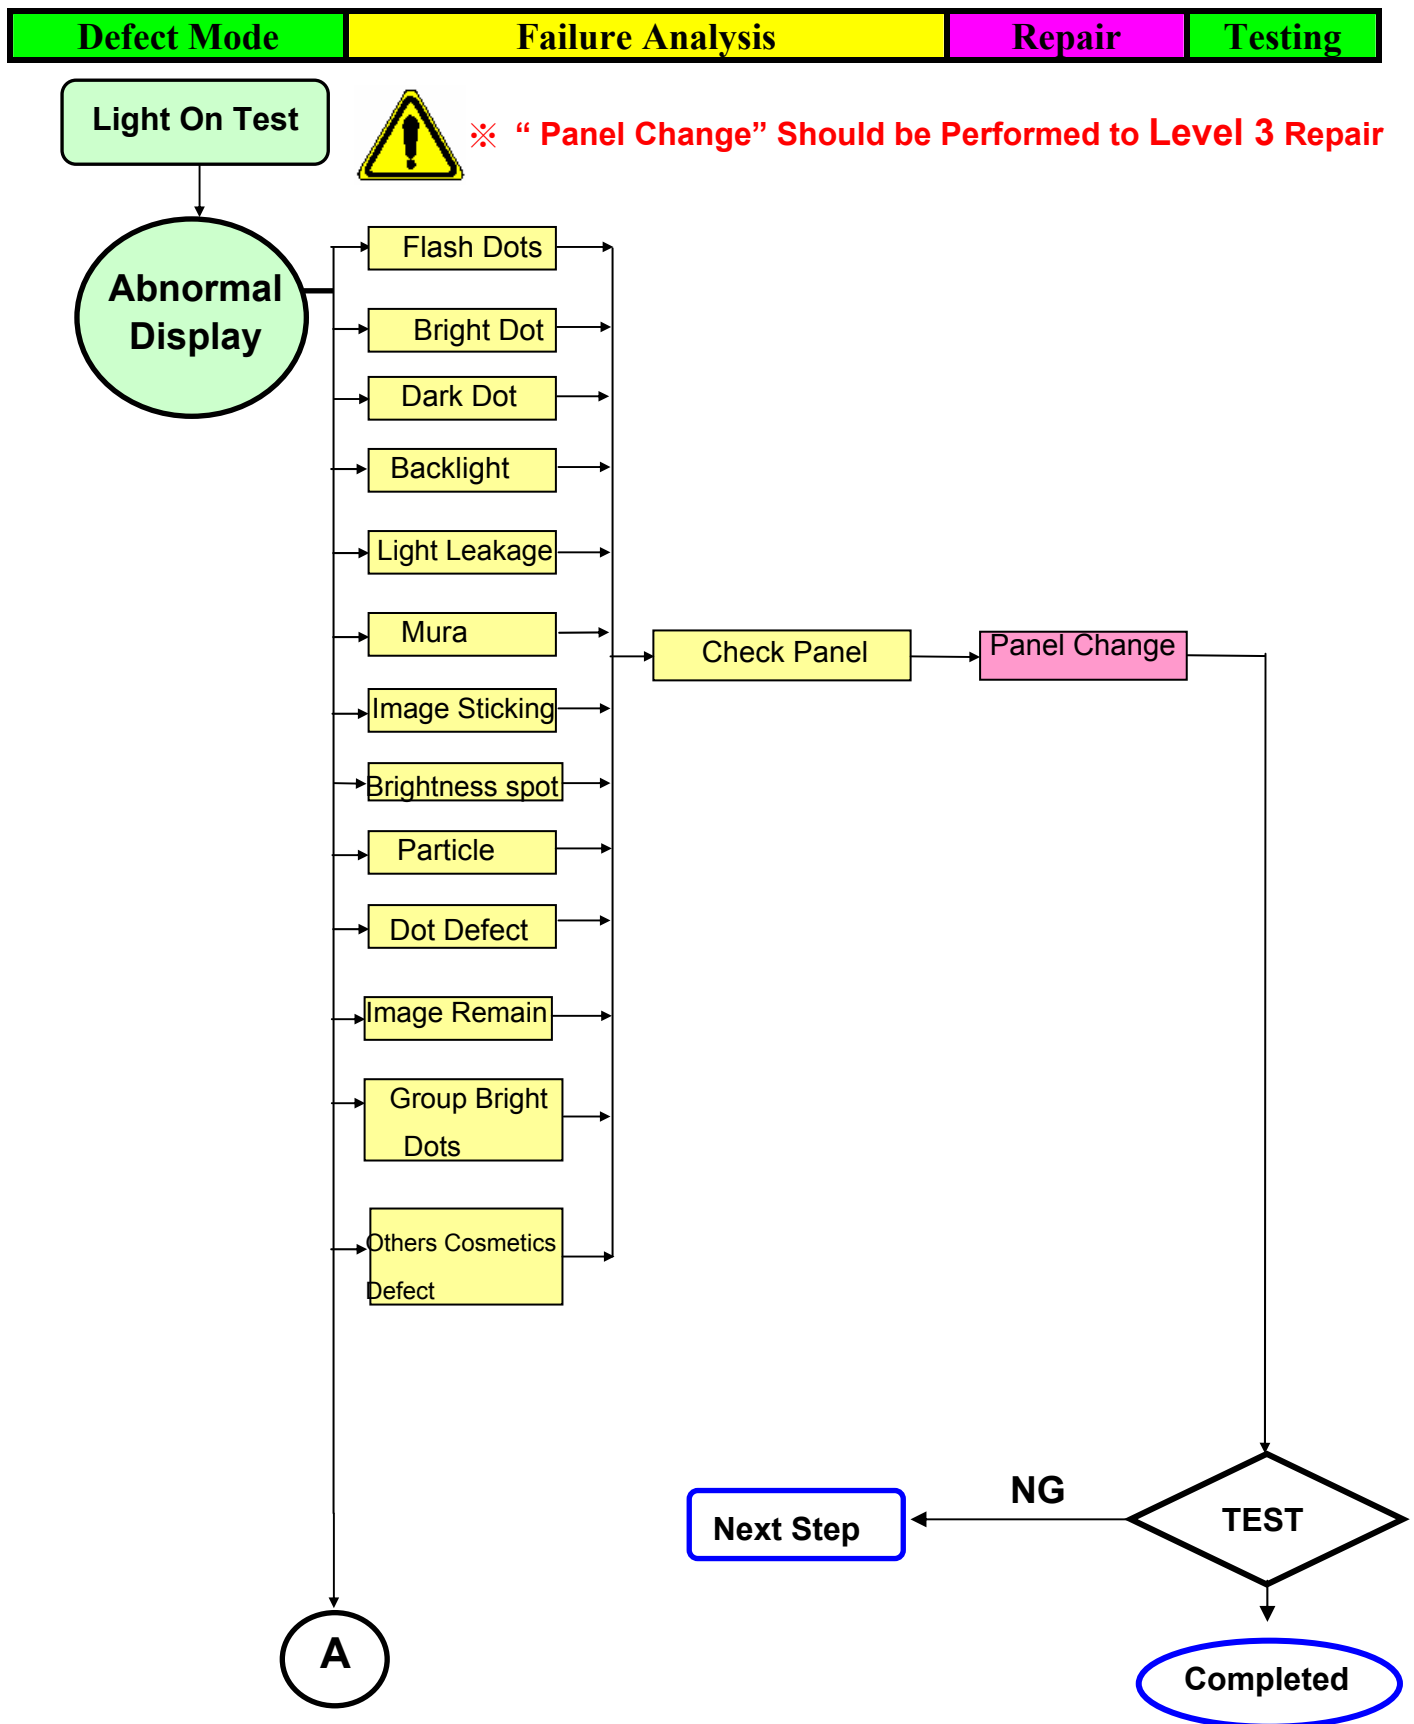 Defect Mode Failure Analysis Repair Testing
Light On Test
! ※ “ Panel Change” Should be Performed to Level 3 Repair
Abnormal
Display
Flash Dots
Bright Dot
Dark Dot
Backlight
Light Leakage
Mura
Check Panel
Panel Change
Image Sticking
Brightness spot
Particle
Dot Defect
Image Remain
Group Bright
Dots
Others Cosmetics
Defect
NG
Next Step
TEST
A
Completed